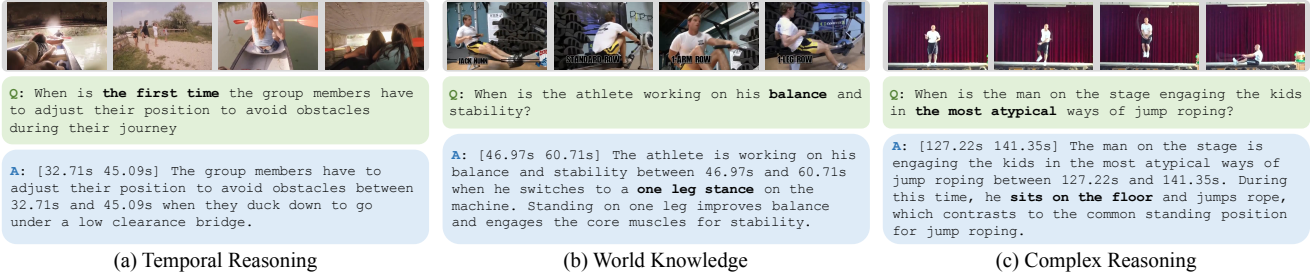 JACK NUNN
STANDARD ROW
1-ARM ROW
1-LEG ROW
Q: When is the first time the group members have
to adjust their position to avoid obstacles
during their journey
A: [32.71s 45.09s] The group members have to
adjust their position to avoid obstacles between
32.71s and 45.09s when they duck down to go
under a low clearance bridge.
(a) Temporal Reasoning
Q: When is the athlete working on his balance and
stability?
A: [46.97s 60.71s] The athlete is working on his
balance and stability between 46.97s and 60.71s
when he switches to a one leg stance on the
machine. Standing on one leg improves balance
and engages the core muscles for stability.
(b) World Knowledge
Q: When is the man on the stage engaging the kids
in the most atypical ways of jump roping?
A: [127.22s 141.35s] The man on the stage is
engaging the kids in the most atypical ways of
jump roping between 127.22s and 141.35s. During
this time, he sits on the floor and jumps rope,
which contrasts to the common standing position
for jump roping.
(c) Complex Reasoning